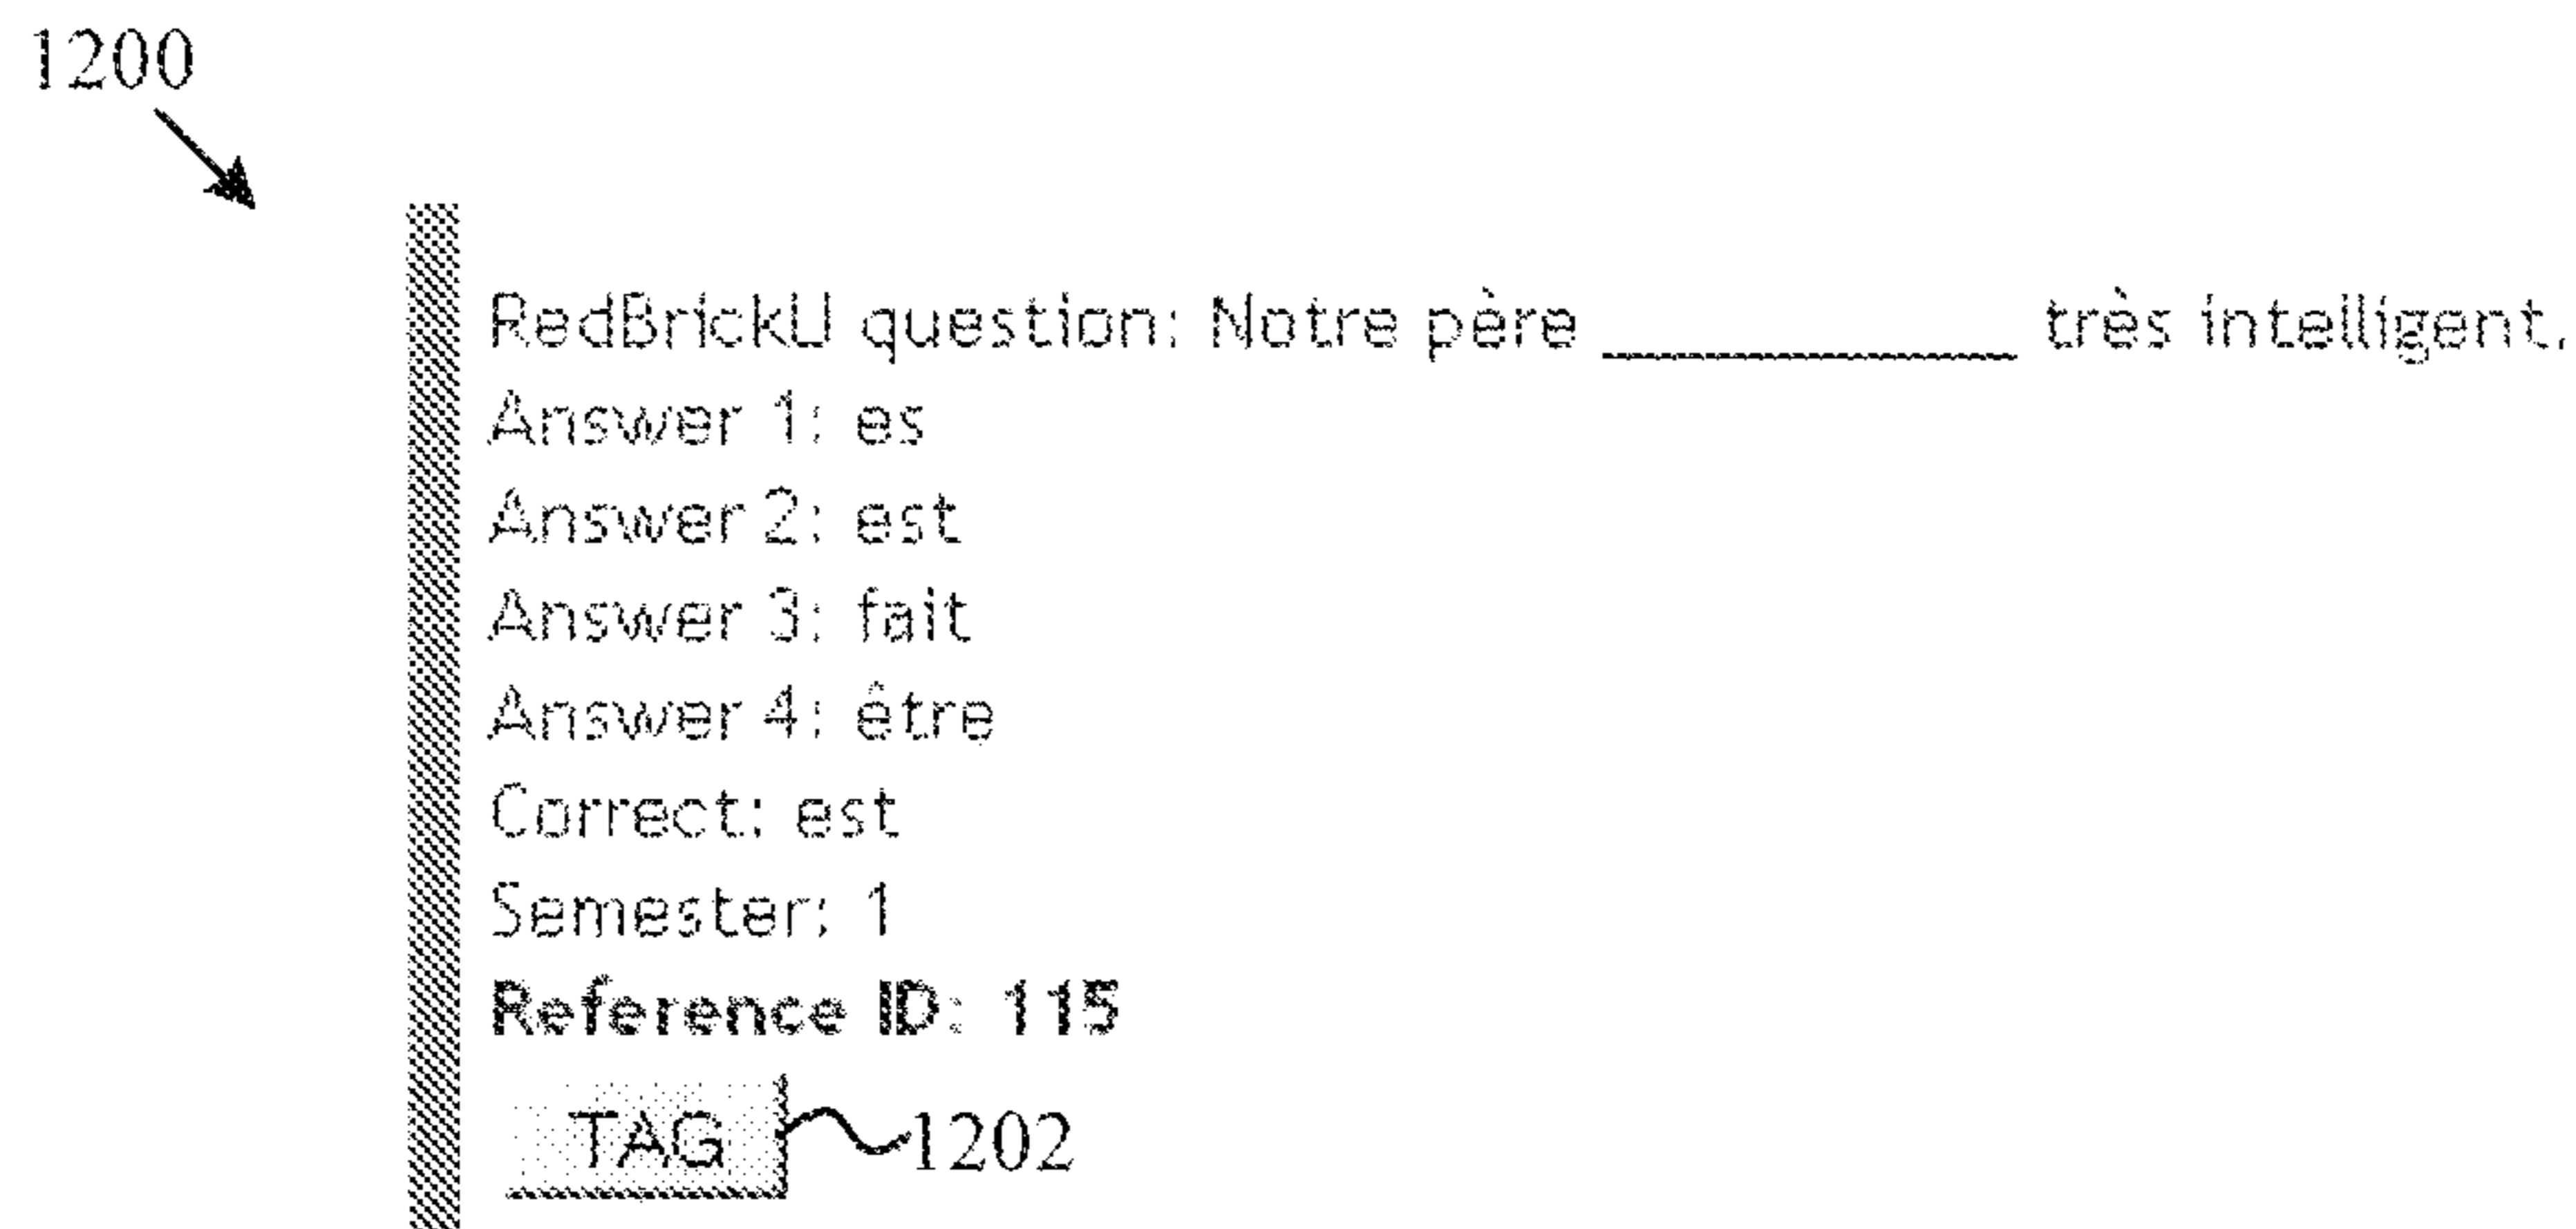 1200
RedBrickU question: Notre père ____________ très intelligent.
Answer 1: es
Answer 2: est
Answer 3: fait
Answer 4: être
Correct: est
Semester: 1
Reference ID: 115
TAG 1202